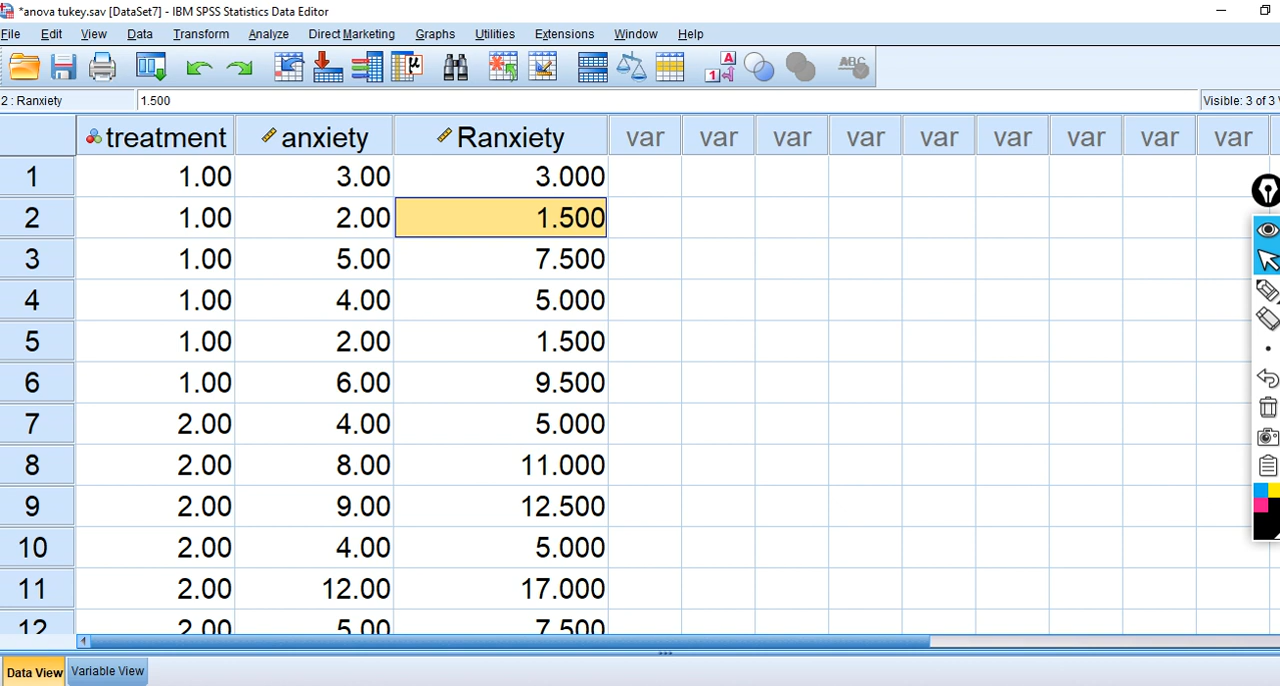 *anova tukey.sav [DataSet7] - IBM SPSS Statistics Data Editor
File Edit View Data Transform Analyze Direct Marketing Graphs Utilities Extensions Window Help
2 : Ranxiety 1.500 Visible: 3 of 3
treatment anxiety Ranxiety var var var var var var var var var
1 1.00 3.00 3.000
2 1.00 2.00 1.500
3 1.00 5.00 7.500
4 1.00 4.00 5.000
5 1.00 2.00 1.500
6 1.00 6.00 9.500
7 2.00 4.00 5.000
8 2.00 8.00 11.000
9 2.00 9.00 12.500
10 2.00 4.00 5.000
11 2.00 12.00 17.000
12 2.00 5.00 7.500
Data View Variable View